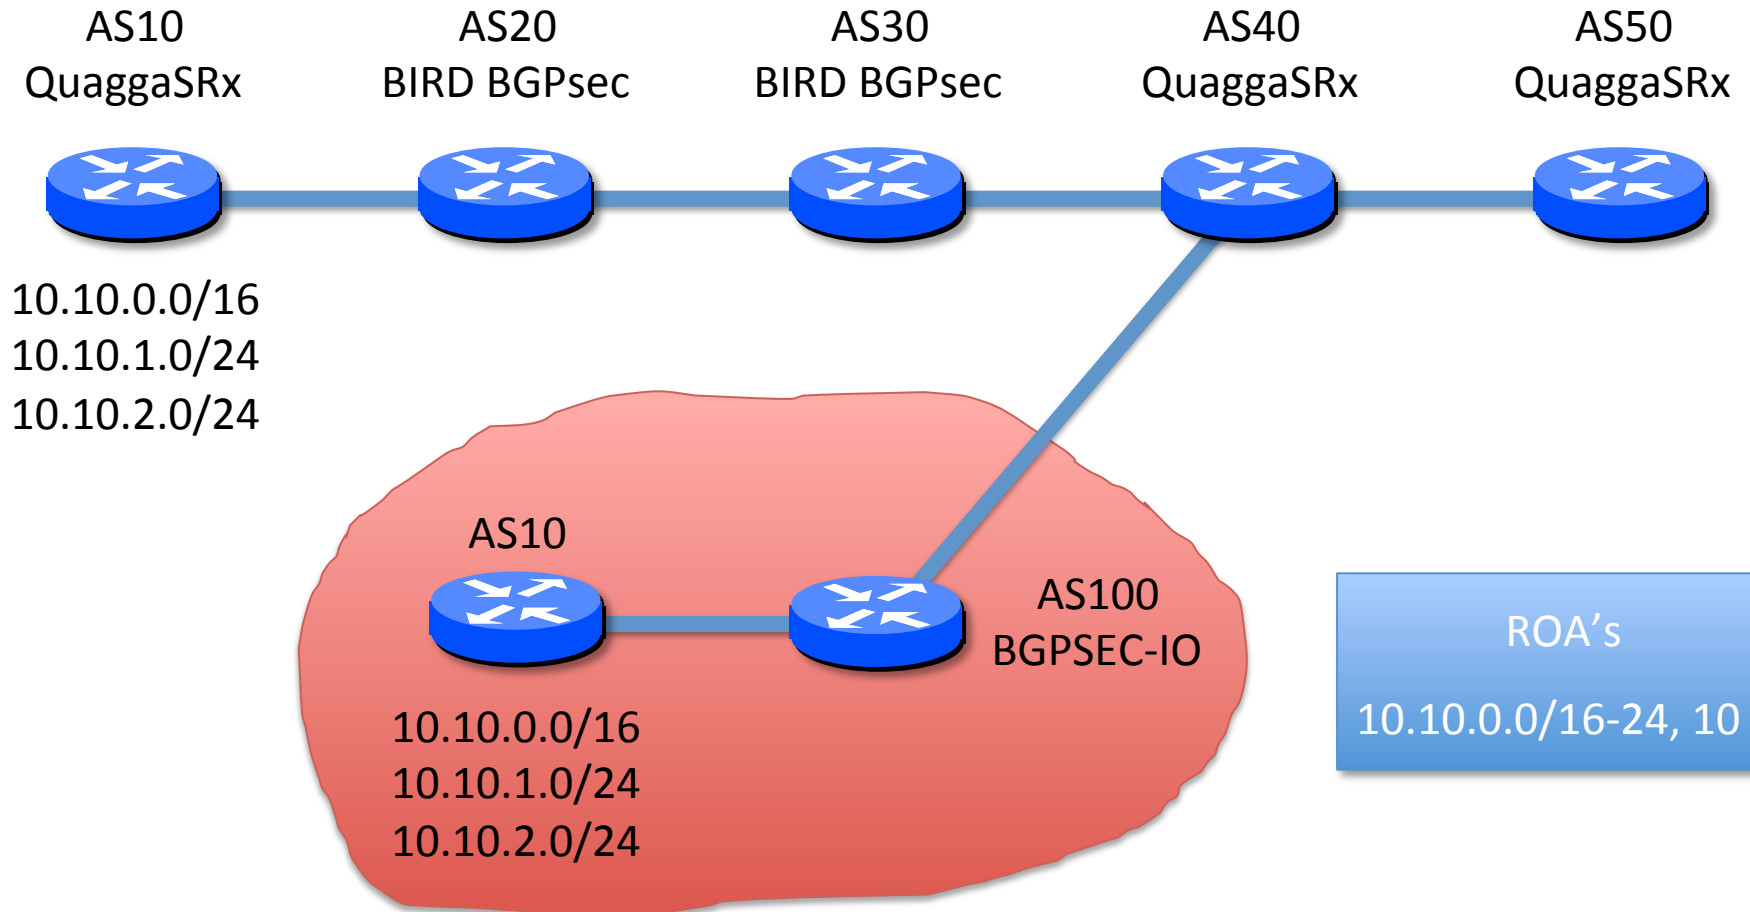 AS10
QuaggaSRx
AS20
BIRD BGPsec
AS30
BIRD BGPsec
AS40
QuaggaSRx
AS50
QuaggaSRx
10.10.0.0/16
10.10.1.0/24
10.10.2.0/24
AS10
10.10.0.0/16
10.10.1.0/24
10.10.2.0/24
AS100
BGPSEC-IO
ROA’s
10.10.0.0/16-24, 10